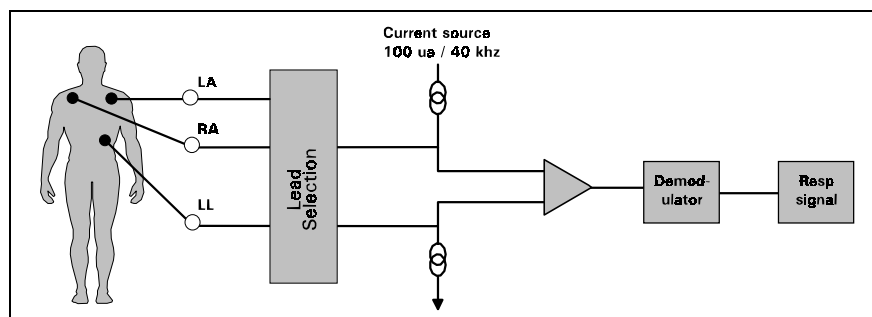 Current source
100 ua / 40 khz
LA
RA
LL
Lead
Selection
Demod-
ulator
Resp
signal